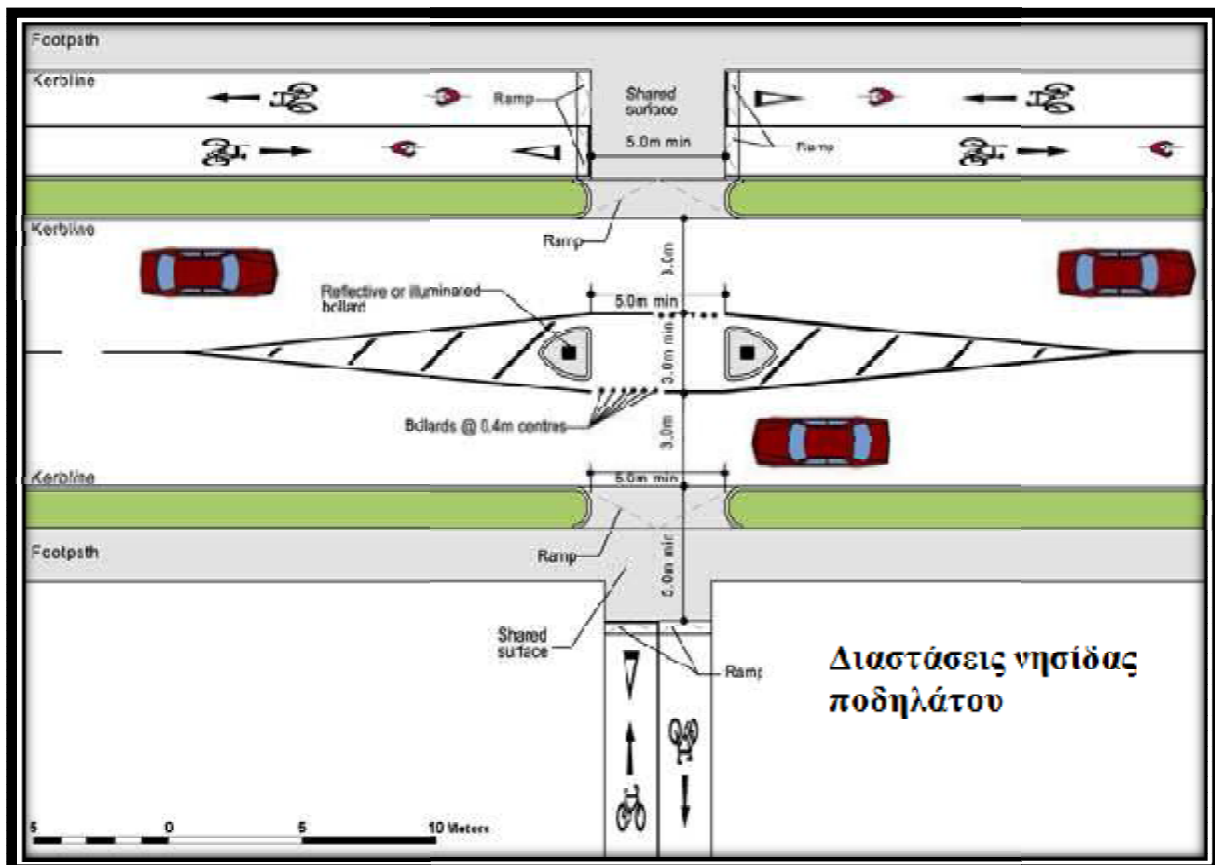 Footpath
Kerbline
Ramp
Shared
surface
5.0m min
Ramp
Kerbline
Ramp
3.0m
Reflective or illuminated
bollard
5.0m min
3.0m min
Bollards @ 0.4m centres
3.0m
Kerbline
5.0m min
Footpath
Ramp
5.0m min
Shared
surface
Ramp
Διαστάσεις νησίδας
ποδηλάτου
5 0 5 10 Meters